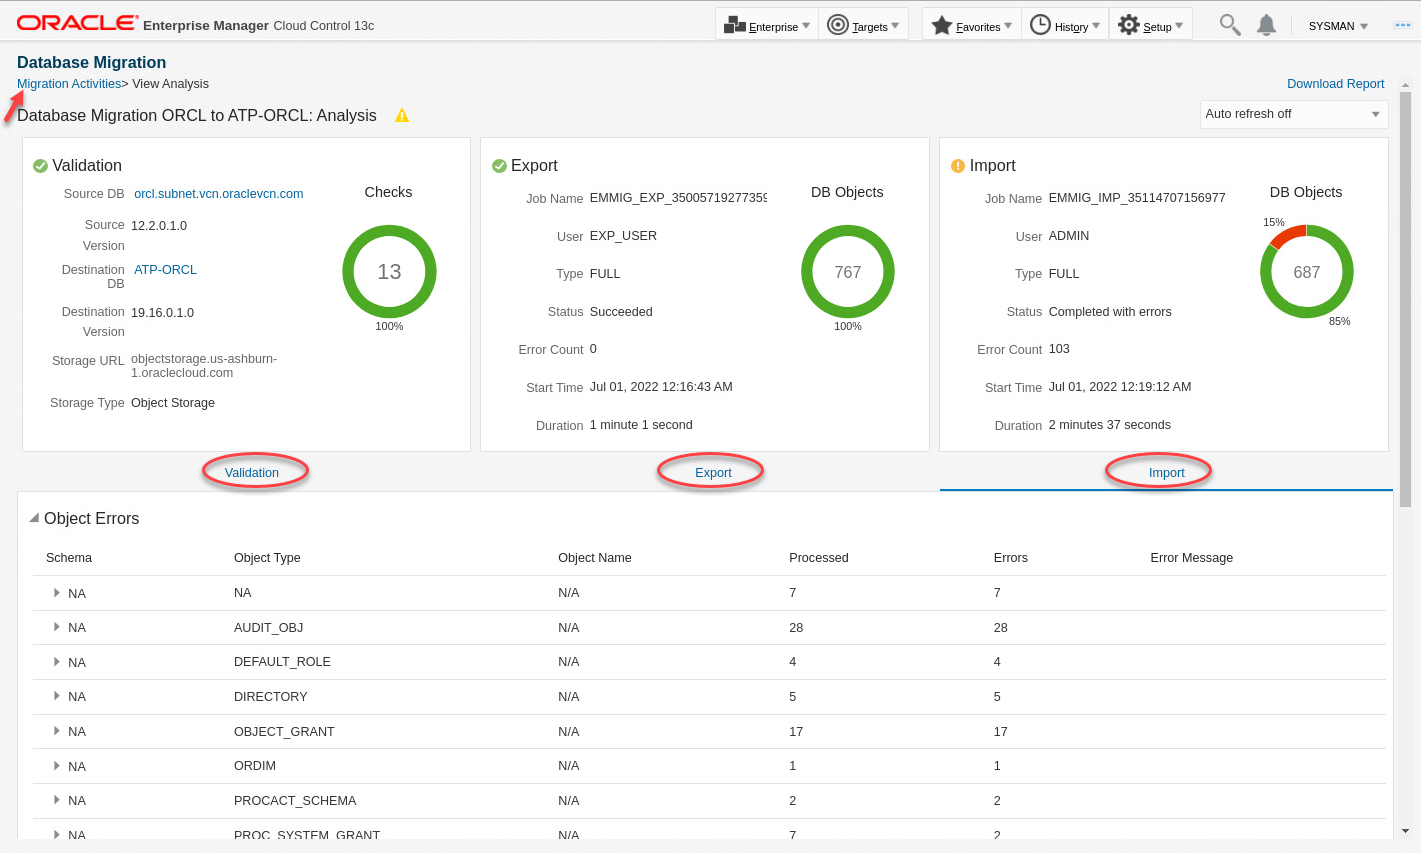 ORACLE Enterprise Manager Cloud Control 13c Enterprise Targets Favorites History Setup SYSMAN
Database Migration
Migration Activities> View Analysis
Download Report
Database Migration ORCL to ATP-ORCL: Analysis
Auto refresh off
Validation
Source DB orcl.subnet.vcn.oraclevcn.com
Source Version 12.2.0.1.0
Destination DB ATP-ORCL
Destination Version 19.16.0.1.0
Storage URL objectstorage.us-ashburn-
1.oraclecloud.com
Storage Type Object Storage
Checks
13
100%
Export
Job Name EMMIG_EXP_35005719277359
User EXP_USER
Type FULL
Status Succeeded
Error Count 0
Start Time Jul 01, 2022 12:16:43 AM
Duration 1 minute 1 second
DB Objects
767
100%
Import
Job Name EMMIG_IMP_35114707156977
User ADMIN
Type FULL
Status Completed with errors
Error Count 103
Start Time Jul 01, 2022 12:19:12 AM
Duration 2 minutes 37 seconds
DB Objects
15%
687
85%
Validation Export Import
Object Errors
Schema Object Type Object Name Processed Errors Error Message
NA NA N/A 7 7
NA AUDIT_OBJ N/A 28 28
NA DEFAULT_ROLE N/A 4 4
NA DIRECTORY N/A 5 5
NA OBJECT_GRANT N/A 17 17
NA ORDIM N/A 1 1
NA PROCACT_SCHEMA N/A 2 2
NA PROC_SYSTEM_GRANT N/A 7 2